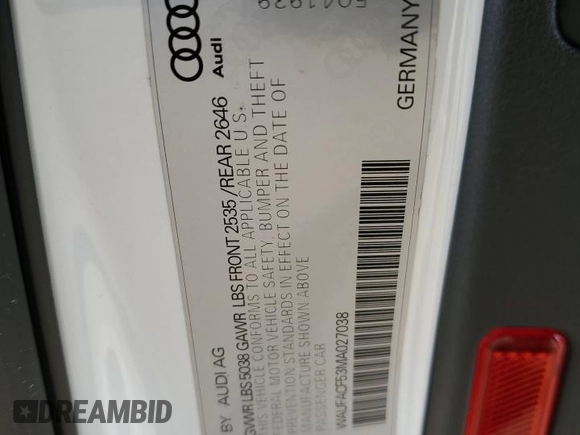 5041929
Audi
GERMANY
BY AUDI AG
GVWR LBS 5038 GAWR LBS FRONT 2535 / REAR 2646
VEHICLE CONFORMS TO ALL APPLICABLE U.S.
FEDERAL MOTOR VEHICLE SAFETY, BUMPER AND THEFT
PREVENTION STANDARDS IN EFFECT ON THE DATE OF
MANUFACTURE SHOWN ABOVE
PASSENGER CAR
WAUFACF53MA027038
DREAMBID